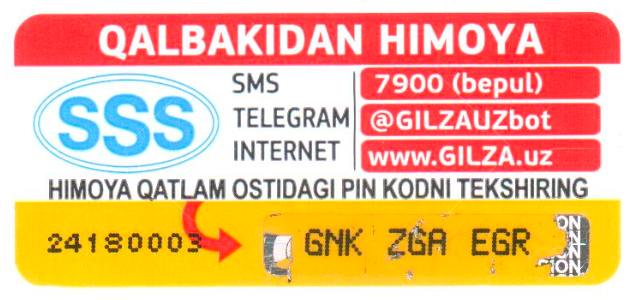 QALBAKIDAN HIMOYA
SSS
SMS 7900 (bepul)
TELEGRAM @GILZAUZbot
INTERNET www.GILZA.uz
HIMOYA QATLAM OSTIDAGI PIN KODNI TEKSHIRING
24180003 GNK ZGA EGR